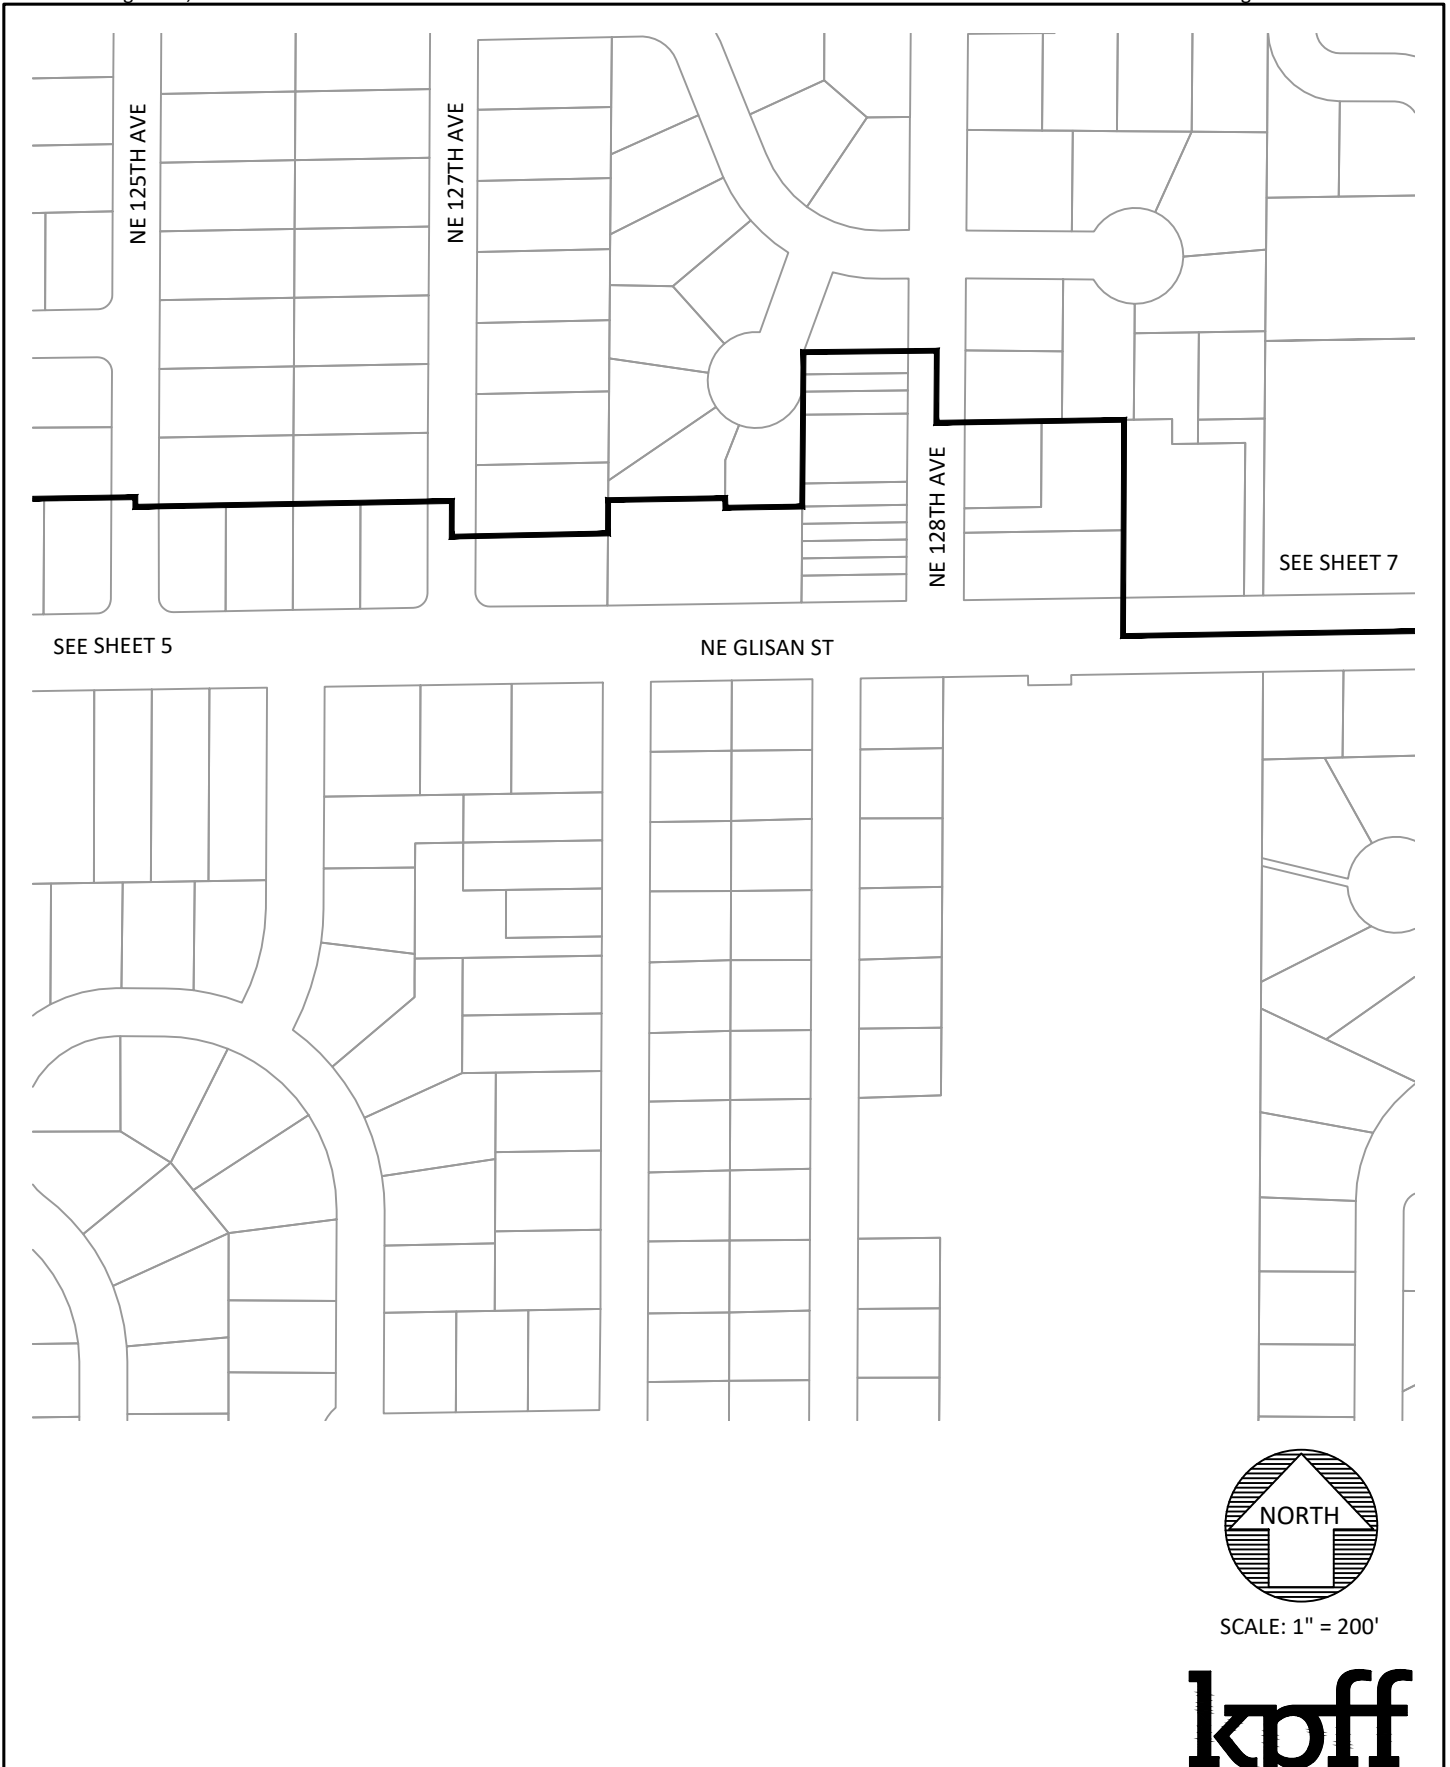 NE 125TH AVE
NE 127TH AVE
NE 128TH AVE
SEE SHEET 7
SEE SHEET 5
NE GLISAN ST
NORTH
SCALE: 1" = 200'
kpff